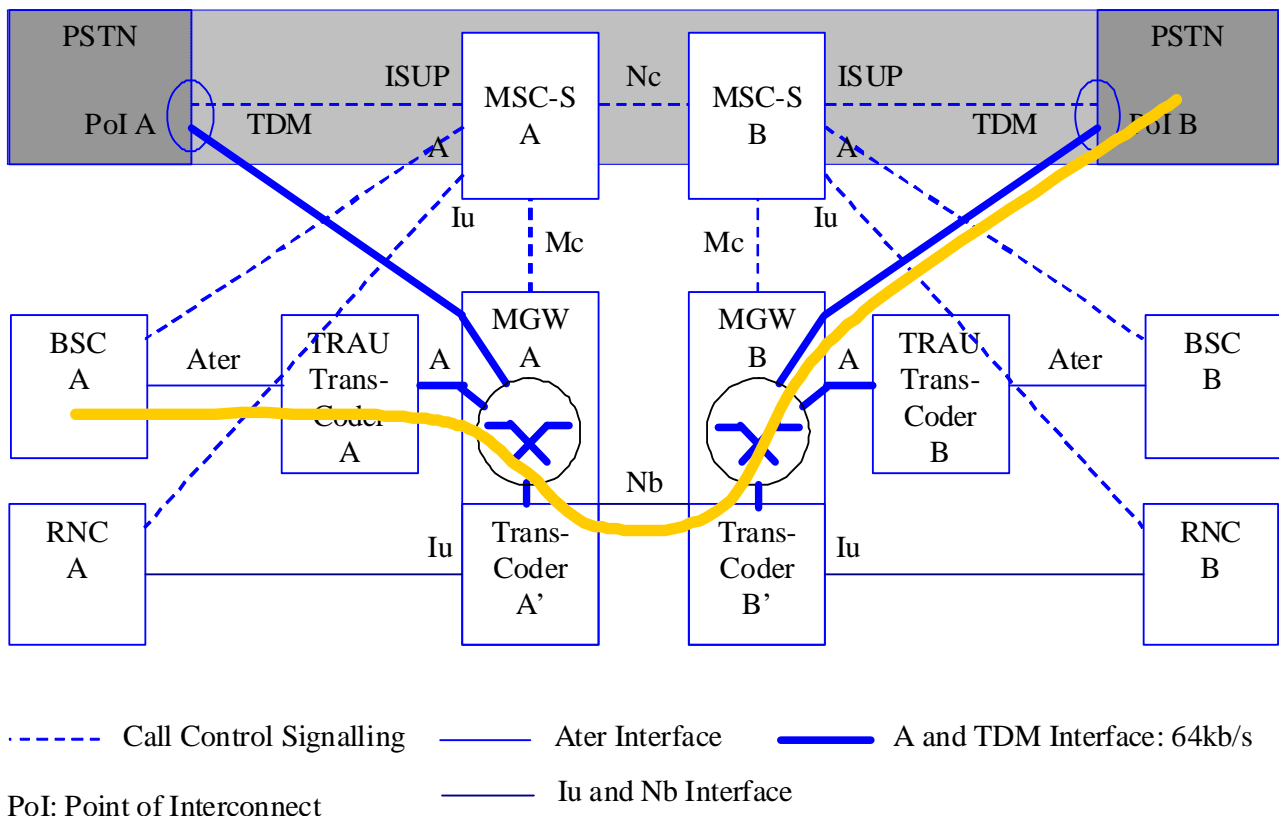 PSTN
PSTN
ISUP
Nc
ISUP
MSC-S
A
MSC-S
B
PoI A
TDM
TDM
PoI B
A
A
Iu
Iu
Mc
Mc
MGW
A
MGW
B
BSC
A
Ater
TRAU
Trans-
Coder
A
A
A
TRAU
Trans-
Coder
B
Ater
BSC
B
Nb
RNC
A
Iu
Trans-
Coder
A’
Trans-
Coder
B’
Iu
RNC
B
Call Control Signalling
Ater Interface
A and TDM Interface: 64kb/s
PoI: Point of Interconnect
Iu and Nb Interface